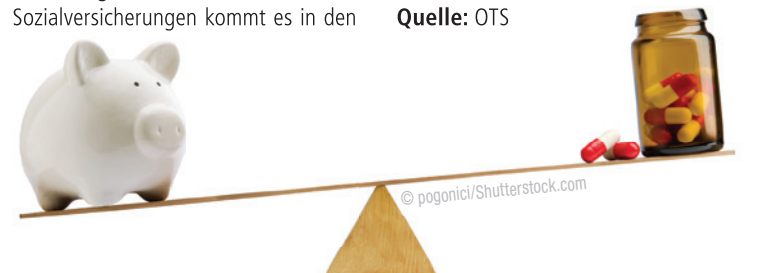 Sozialversicherungen kommt es in den
Quelle: OTS
© pogonici/Shutterstock.com